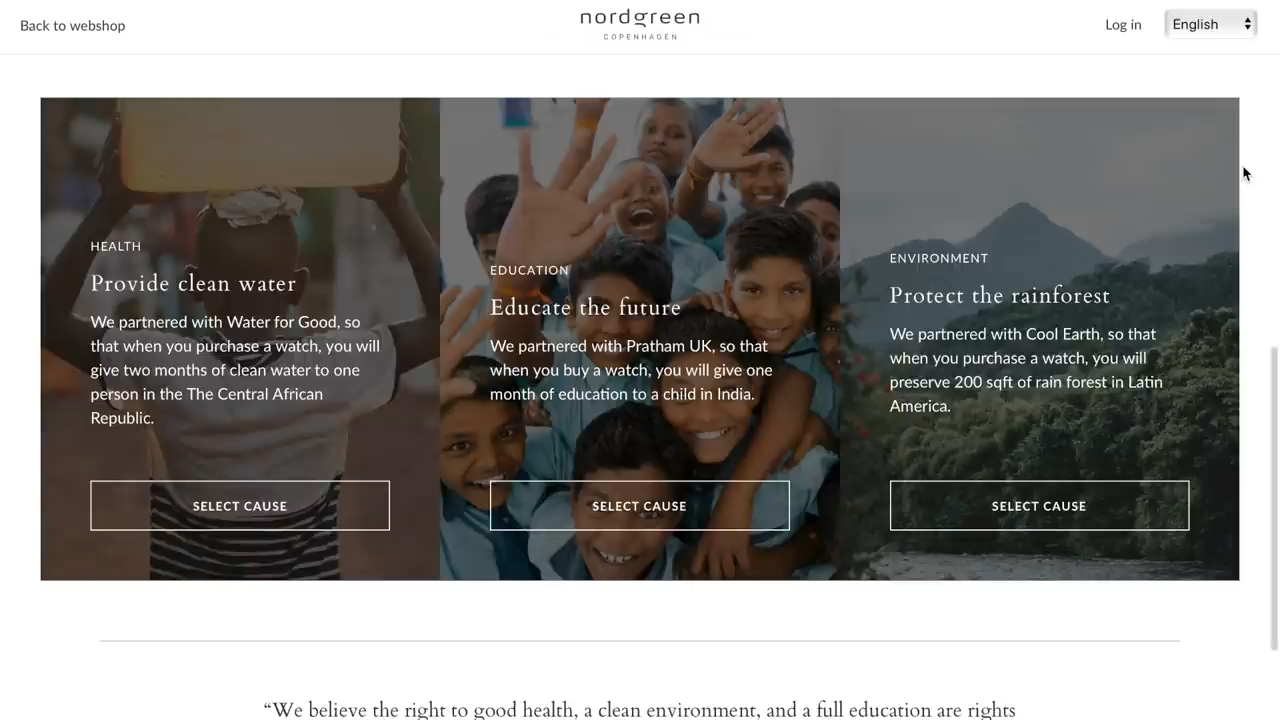 Back to webshop
nordgreen
COPENHAGEN
Log in
English
HEALTH
Provide clean water
We partnered with Water for Good, so
that when you purchase a watch, you will
give two months of clean water to one
person in the The Central African
Republic.
SELECT CAUSE
EDUCATION
Educate the future
We partnered with Pratham UK, so that
when you buy a watch, you will give one
month of education to a child in India.
SELECT CAUSE
ENVIRONMENT
Protect the rainforest
We partnered with Cool Earth, so that
when you purchase a watch, you will
preserve 200 sqft of rain forest in Latin
America.
SELECT CAUSE
“We believe the right to good health, a clean environment, and a full education are rights